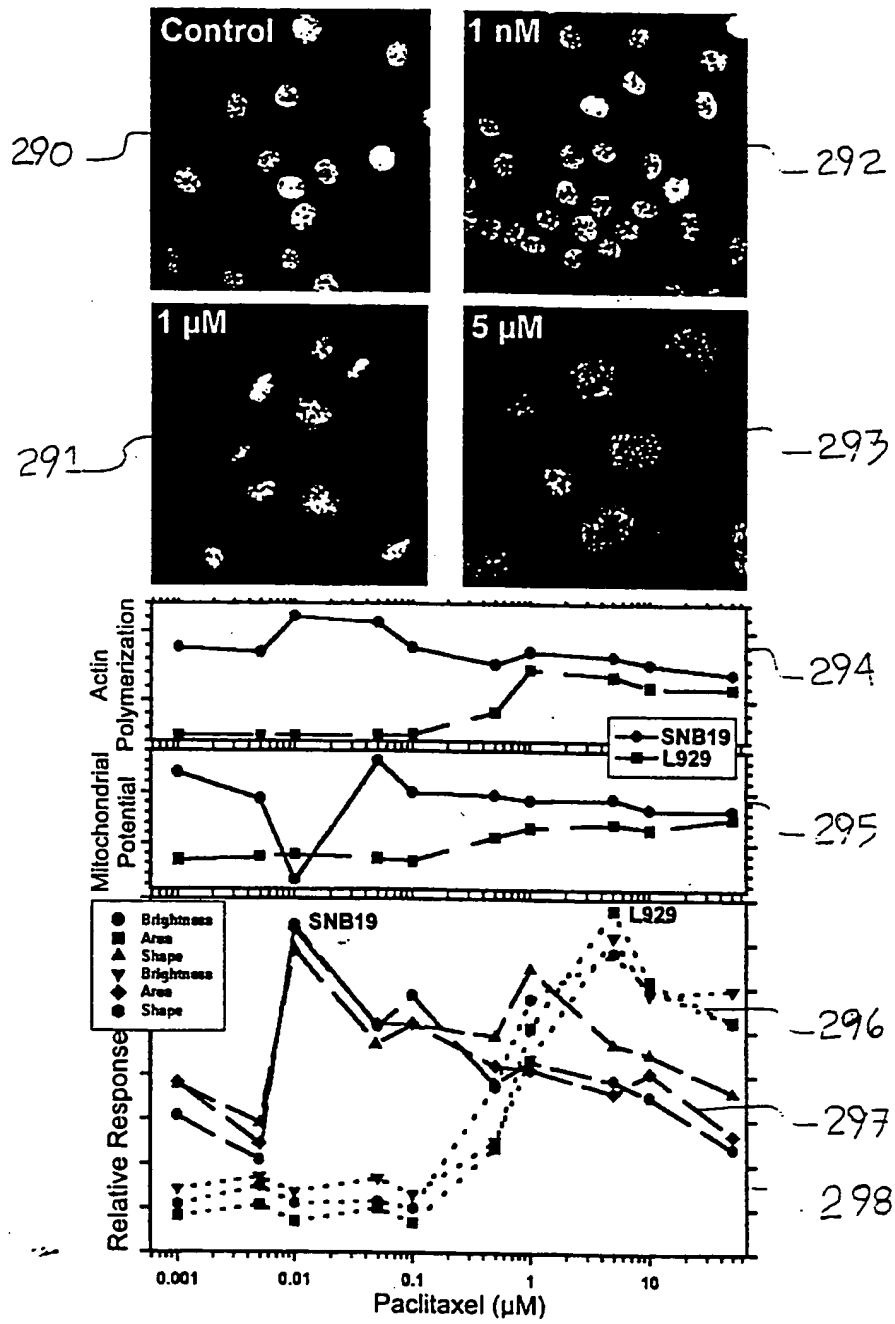 Control
1 nM
290
292
1 µM
5 µM
291
293
Actin
Polymerization
294
SNB19
L929
Mitochondrial
Potential
295
Brightness
Area
Shape
Brightness
Area
Shape
SNB19
L929
296
297
298
Relative Response
0.001
0.01
0.1
1
10
Paclitaxel (µM)